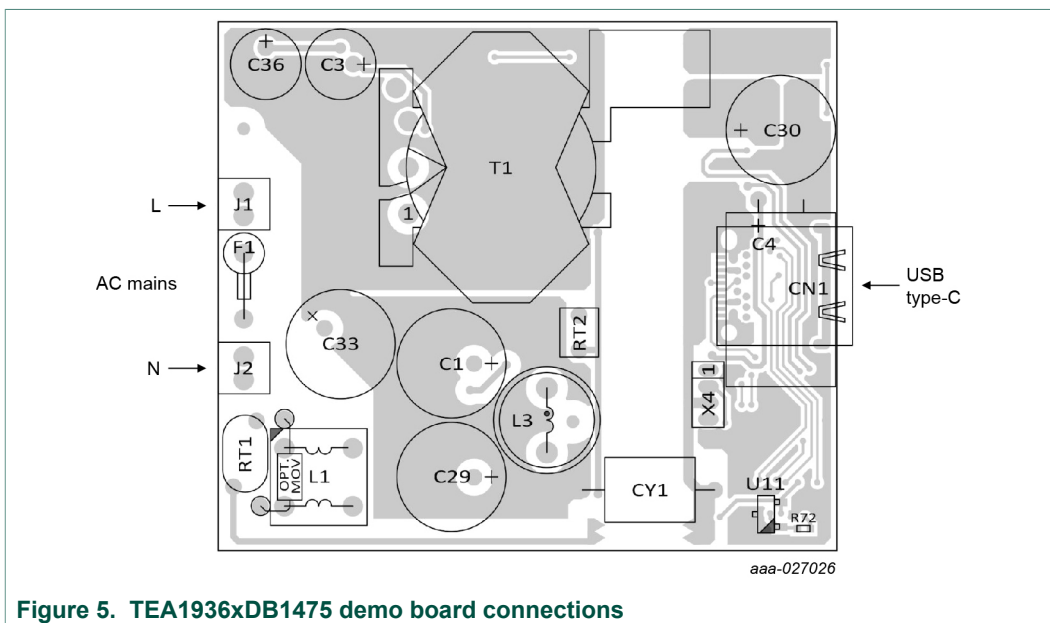 C36
C3
+
+
T1
C30
+
1
L
J1
F1
AC mains
C4
+
CN1
USB
type-C
N
J2
C33
C1
+
RT2
1
X4
L3
RT1
OPT.
MOV
L1
C29
+
CY1
U11
R72
aaa-027026
Figure 5. TEA1936xDB1475 demo board connections